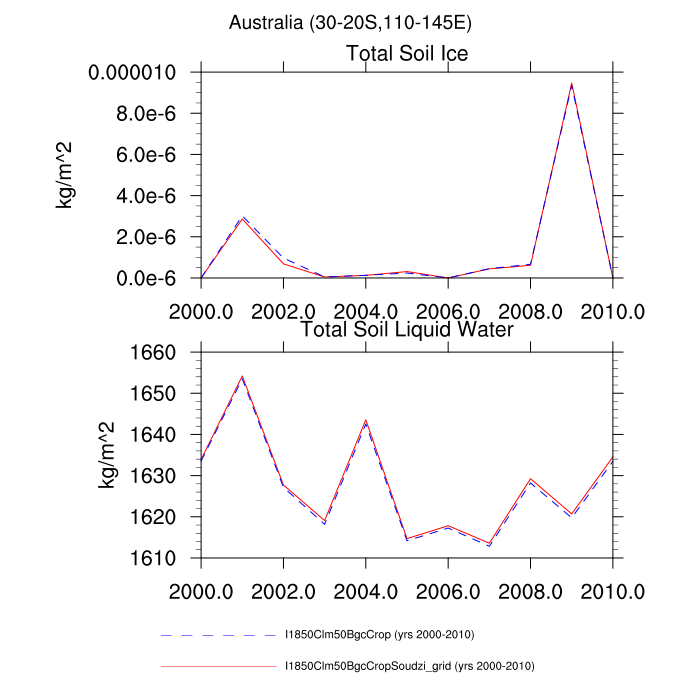 Australia (30-20S,110-145E)
Total Soil Ice
0.000010
8.0e-6
6.0e-6
4.0e-6
2.0e-6
0.0e-6
kg/m^2
2000.0 2002.0 2004.0 2006.0 2008.0 2010.0
Total Soil Liquid Water
1660
1650
1640
1630
1620
1610
kg/m^2
2000.0 2002.0 2004.0 2006.0 2008.0 2010.0
I1850Clm50BgcCrop (yrs 2000-2010)
I1850Clm50BgcCropSoudzi_grid (yrs 2000-2010)